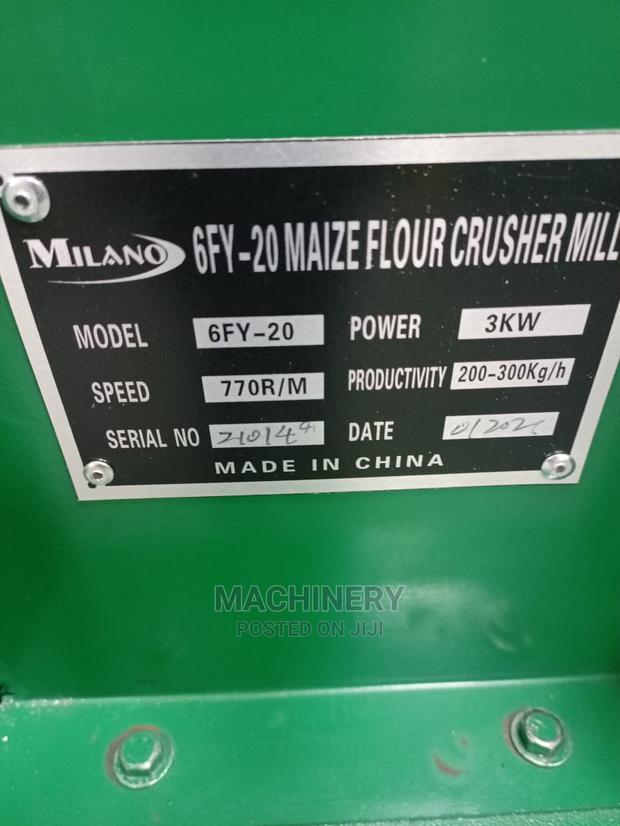 MILANO 6FY-20 MAIZE FLOUR CRUSHER MILL
MODEL 6FY-20 POWER 3KW
SPEED 770R/M PRODUCTIVITY 200-300Kg/h
SERIAL NO DATE
MADE IN CHINA
MACHINERY
POSTED ON JIJI